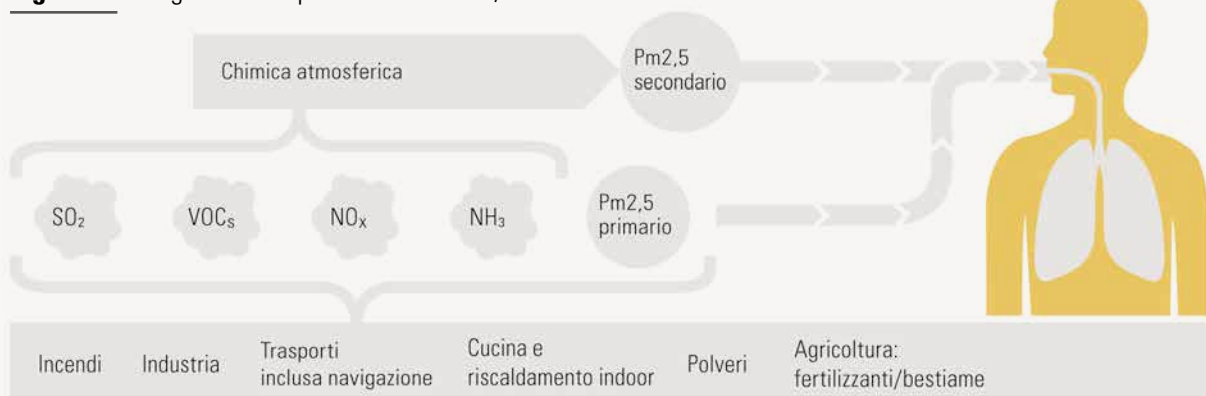 Chimica atmosferica
Pm2,5
secondario
SO₂
VOCₛ
NOₓ
NH₃
Pm2,5
primario
Incendi
Industria
Trasporti
inclusa navigazione
Cucina e
riscaldamento indoor
Polveri
Agricoltura:
fertilizzanti/bestiame